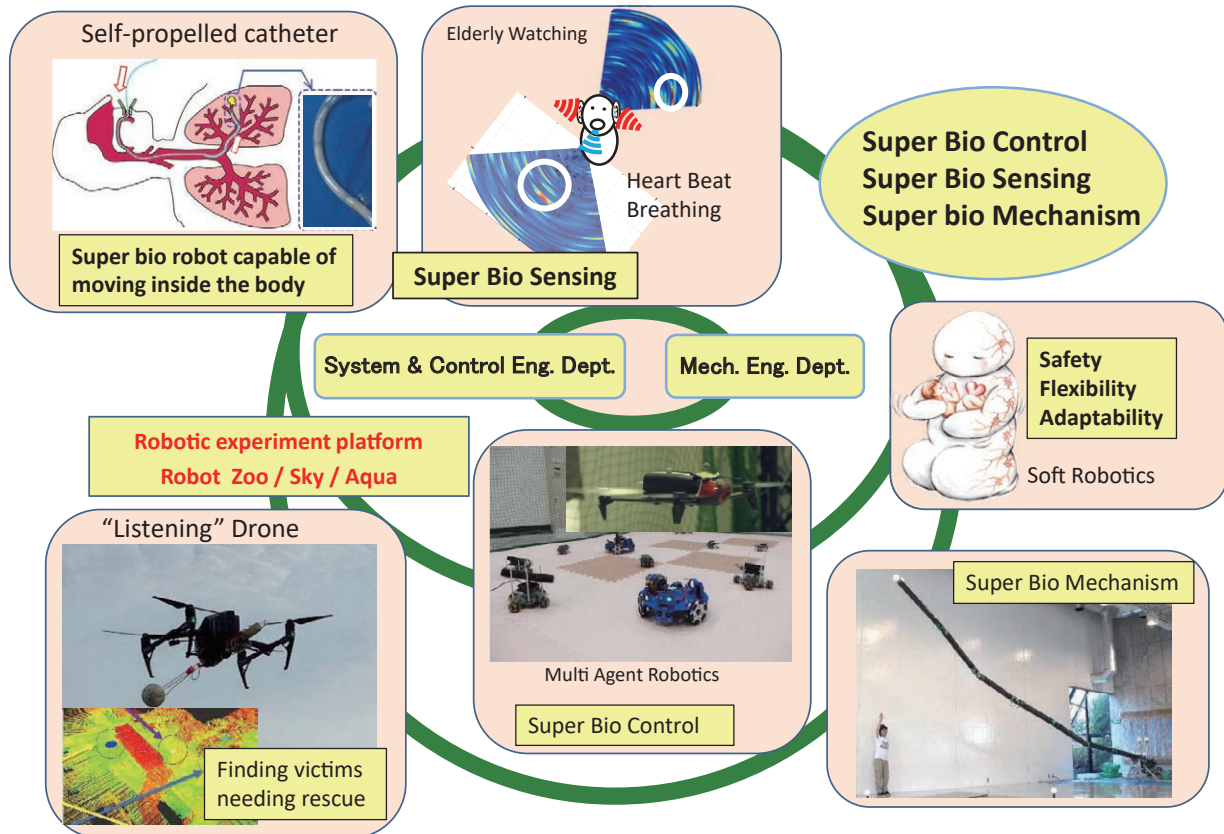 Self-propelled catheter
Super bio robot capable of
moving inside the body
Elderly Watching
Heart Beat
Breathing
Super Bio Sensing
Super Bio Control
Super Bio Sensing
Super bio Mechanism
System & Control Eng. Dept.
Mech. Eng. Dept.
Safety
Flexibility
Adaptability
Soft Robotics
Robotic experiment platform
Robot Zoo / Sky / Aqua
“Listening” Drone
Finding victims
needing rescue
Multi Agent Robotics
Super Bio Control
Super Bio Mechanism